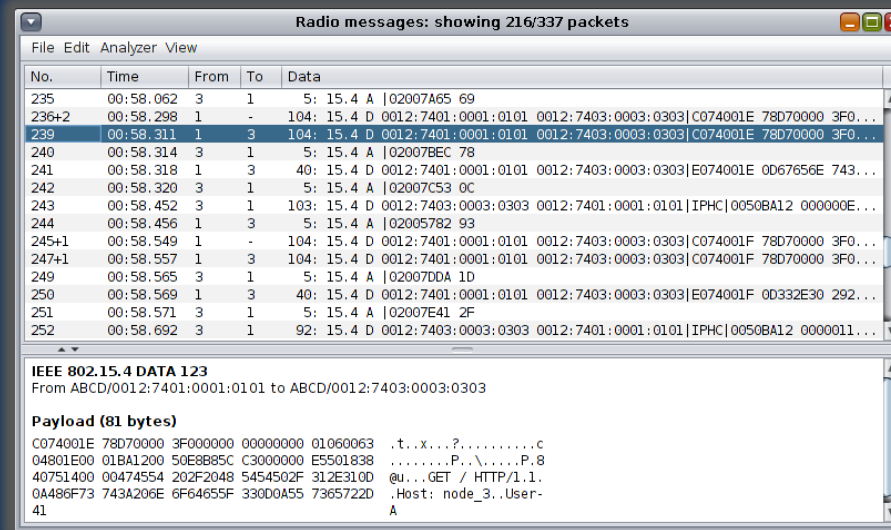 Radio messages: showing 216/337 packets
File Edit Analyzer View
No. Time From To Data
235 00:58.062 3 1 5: 15.4 A |02007A65 69
236+2 00:58.298 1 - 104: 15.4 D 0012:7401:0001:0101 0012:7403:0003:0303|C074001E 78D70000 3F0...
239 00:58.311 1 3 104: 15.4 D 0012:7401:0001:0101 0012:7403:0003:0303|C074001E 78D70000 3F0...
240 00:58.314 3 1 5: 15.4 A |02007BEC 78
241 00:58.318 1 3 40: 15.4 D 0012:7401:0001:0101 0012:7403:0003:0303|E074001E 0D67656E 743...
242 00:58.320 3 1 5: 15.4 A |02007C53 0C
243 00:58.452 3 1 103: 15.4 D 0012:7403:0003:0303 0012:7401:0001:0101|IPHC|0050BA12 000000E...
244 00:58.456 1 3 5: 15.4 A |02005782 93
245+1 00:58.549 1 - 104: 15.4 D 0012:7401:0001:0101 0012:7403:0003:0303|C074001F 78D70000 3F0...
247+1 00:58.557 1 3 104: 15.4 D 0012:7401:0001:0101 0012:7403:0003:0303|C074001F 78D70000 3F0...
249 00:58.565 3 1 5: 15.4 A |02007DDA 1D
250 00:58.569 1 3 40: 15.4 D 0012:7401:0001:0101 0012:7403:0003:0303|E074001F 0D332E30 292...
251 00:58.571 3 1 5: 15.4 A |02007E41 2F
252 00:58.692 3 1 92: 15.4 D 0012:7403:0003:0303 0012:7401:0001:0101|IPHC|0050BA12 0000011...
IEEE 802.15.4 DATA 123
From ABCD/0012:7401:0001:0101 to ABCD/0012:7403:0003:0303
Payload (81 bytes)
C074001E 78D70000 3F000000 00000000 01060063 .t..x...?..........c
04801E00 01BA1200 50E8B85C C3000000 E5501838 ........P..\.....P.8
40751400 00474554 202F2048 5454502F 312E310D @u...GET / HTTP/1.1.
0A486F73 743A206E 6F64655F 330D0A55 7365722D .Host: node_3..User-
41 A